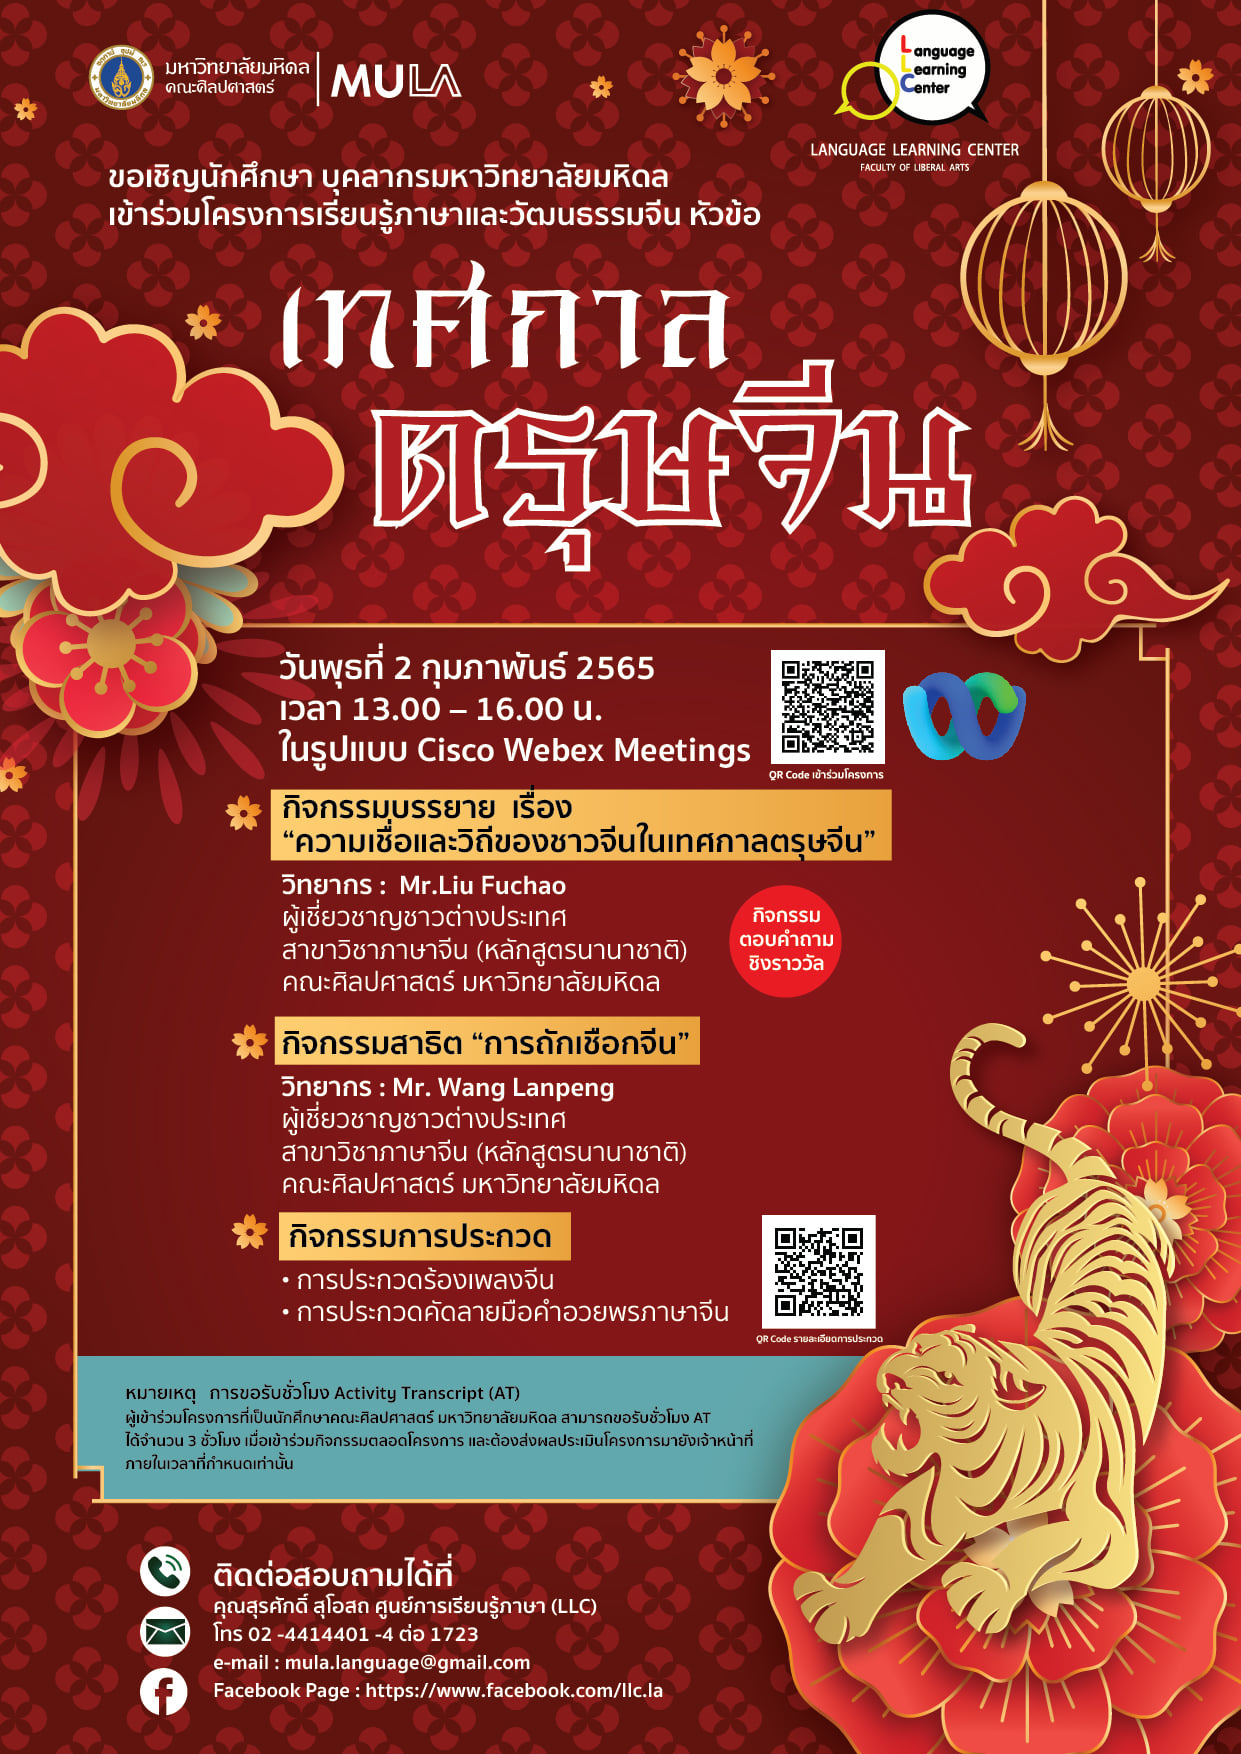 มหาวิทยาลัยมหิดล
คณะศิลปศาสตร์
MULA
Language
Learning
Center
LANGUAGE LEARNING CENTER
FACULTY OF LIBERAL ARTS
ขอเชิญนักศึกษา บุคลากรมหาวิทยาลัยมหิดล
เข้าร่วมโครงการเรียนรู้ภาษาและวัฒนธรรมจีน หัวข้อ
เทศกาล
ตรุษจีน
วันพุธที่ 2 กุมภาพันธ์ 2565
เวลา 13.00 – 16.00 น.
ในรูปแบบ Cisco Webex Meetings
QR Code เข้าร่วมโครงการ
กิจกรรมบรรยาย เรื่อง
“ความเชื่อและวิถีของชาวจีนในเทศกาลตรุษจีน”
วิทยากร : Mr.Liu Fuchao
ผู้เชี่ยวชาญชาวต่างประเทศ
สาขาวิชาภาษาจีน (หลักสูตรนานาชาติ)
คณะศิลปศาสตร์ มหาวิทยาลัยมหิดล
กิจกรรม
ตอบคำถาม
ชิงราววัล
กิจกรรมสาธิต “การถักเชือกจีน”
วิทยากร : Mr. Wang Lanpeng
ผู้เชี่ยวชาญชาวต่างประเทศ
สาขาวิชาภาษาจีน (หลักสูตรนานาชาติ)
คณะศิลปศาสตร์ มหาวิทยาลัยมหิดล
กิจกรรมการประกวด
• การประกวดร้องเพลงจีน
• การประกวดคัดลายมือคำอวยพรภาษาจีน
QR Code รายละเอียดการประกวด
หมายเหตุ การขอรับชั่วโมง Activity Transcript (AT)
ผู้เข้าร่วมโครงการที่เป็นนักศึกษาคณะศิลปศาสตร์ มหาวิทยาลัยมหิดล สามารถขอรับชั่วโมง AT
ได้จำนวน 3 ชั่วโมง เมื่อเข้าร่วมกิจกรรมตลอดโครงการ และต้องส่งผลประเมินโครงการมายังเจ้าหน้าที่
ภายในเวลาที่กำหนดเท่านั้น
ติดต่อสอบถามได้ที่
คุณสุรศักดิ์ สุโอสถ ศูนย์การเรียนรู้ภาษา (LLC)
โทร 02 -4414401 -4 ต่อ 1723
e-mail : mula.language@gmail.com
Facebook Page : https://www.facebook.com/llc.la